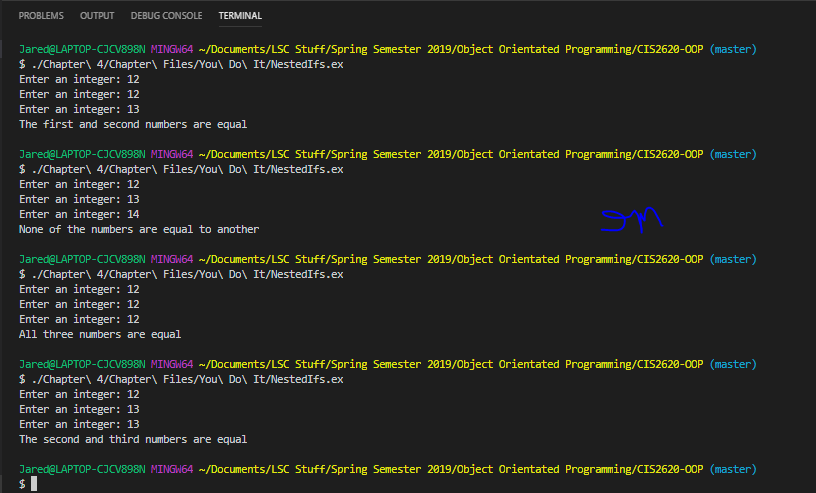 PROBLEMS OUTPUT DEBUG CONSOLE TERMINAL
Jared@LAPTOP-CJCV898N MINGW64 ~/Documents/LSC Stuff/Spring Semester 2019/Object Orientated Programming/CIS2620-OOP (master)
$ ./Chapter\ 4/Chapter\ Files/You\ Do\ It/NestedIfs.ex
Enter an integer: 12
Enter an integer: 12
Enter an integer: 13
The first and second numbers are equal
Jared@LAPTOP-CJCV898N MINGW64 ~/Documents/LSC Stuff/Spring Semester 2019/Object Orientated Programming/CIS2620-OOP (master)
$ ./Chapter\ 4/Chapter\ Files/You\ Do\ It/NestedIfs.ex
Enter an integer: 12
Enter an integer: 13
Enter an integer: 14
None of the numbers are equal to another
Jared@LAPTOP-CJCV898N MINGW64 ~/Documents/LSC Stuff/Spring Semester 2019/Object Orientated Programming/CIS2620-OOP (master)
$ ./Chapter\ 4/Chapter\ Files/You\ Do\ It/NestedIfs.ex
Enter an integer: 12
Enter an integer: 12
Enter an integer: 12
All three numbers are equal
Jared@LAPTOP-CJCV898N MINGW64 ~/Documents/LSC Stuff/Spring Semester 2019/Object Orientated Programming/CIS2620-OOP (master)
$ ./Chapter\ 4/Chapter\ Files/You\ Do\ It/NestedIfs.ex
Enter an integer: 12
Enter an integer: 13
Enter an integer: 13
The second and third numbers are equal
Jared@LAPTOP-CJCV898N MINGW64 ~/Documents/LSC Stuff/Spring Semester 2019/Object Orientated Programming/CIS2620-OOP (master)
$